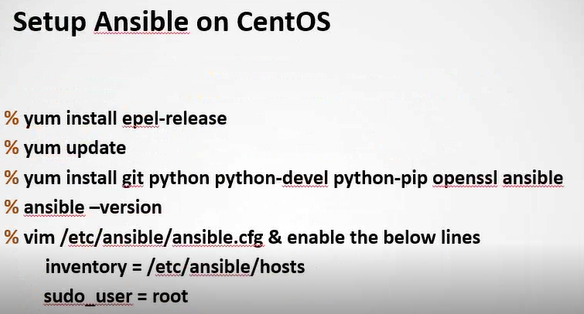 Setup Ansible on CentOS
% yum install epel-release
% yum update
% yum install git python python-devel python-pip openssl ansible
% ansible –version
% vim /etc/ansible/ansible.cfg & enable the below lines
inventory = /etc/ansible/hosts
sudo_user = root